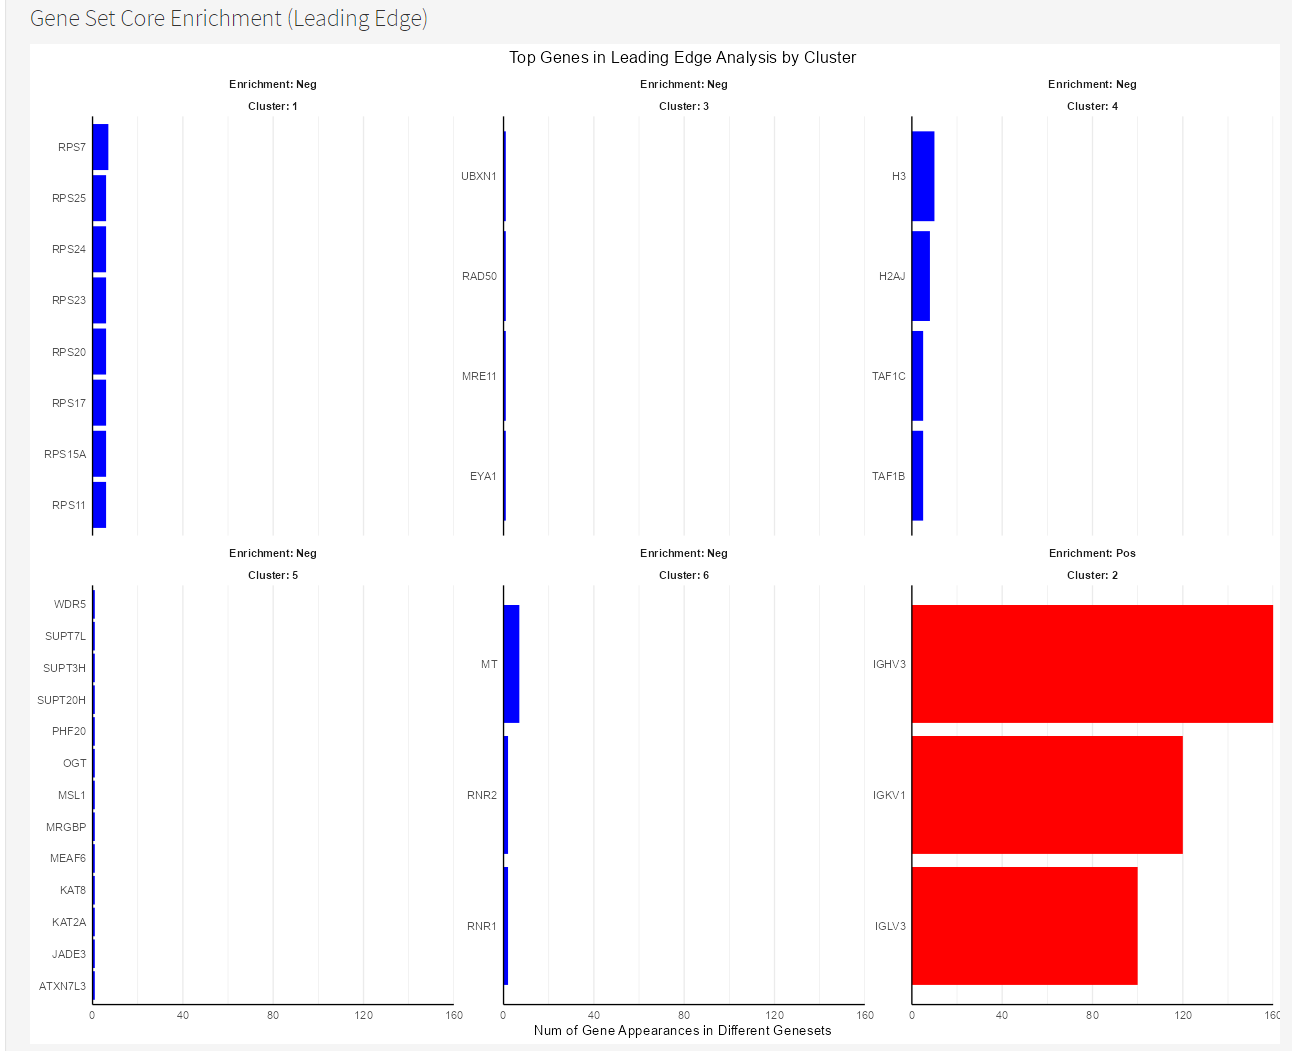 Gene Set Core Enrichment (Leading Edge)
Top Genes in Leading Edge Analysis by Cluster
Enrichment: Neg
Cluster: 1
RPS7
RPS25
RPS24
RPS23
RPS20
RPS17
RPS15A
RPS11
Enrichment: Neg
Cluster: 3
UBXN1
RAD50
MRE11
EYA1
Enrichment: Neg
Cluster: 4
H3
H2AJ
TAF1C
TAF1B
Enrichment: Neg
Cluster: 5
WDR5
SUPT7L
SUPT3H
SUPT20H
PHF20
OGT
MSL1
MRGBP
MEAF6
KAT8
KAT2A
JADE3
ATXN7L3
0 40 80 120 160
Enrichment: Neg
Cluster: 6
MT
RNR2
RNR1
0 40 80 120 160
Enrichment: Pos
Cluster: 2
IGHV3
IGKV1
IGLV3
0 40 80 120 160
Num of Gene Appearances in Different Genesets